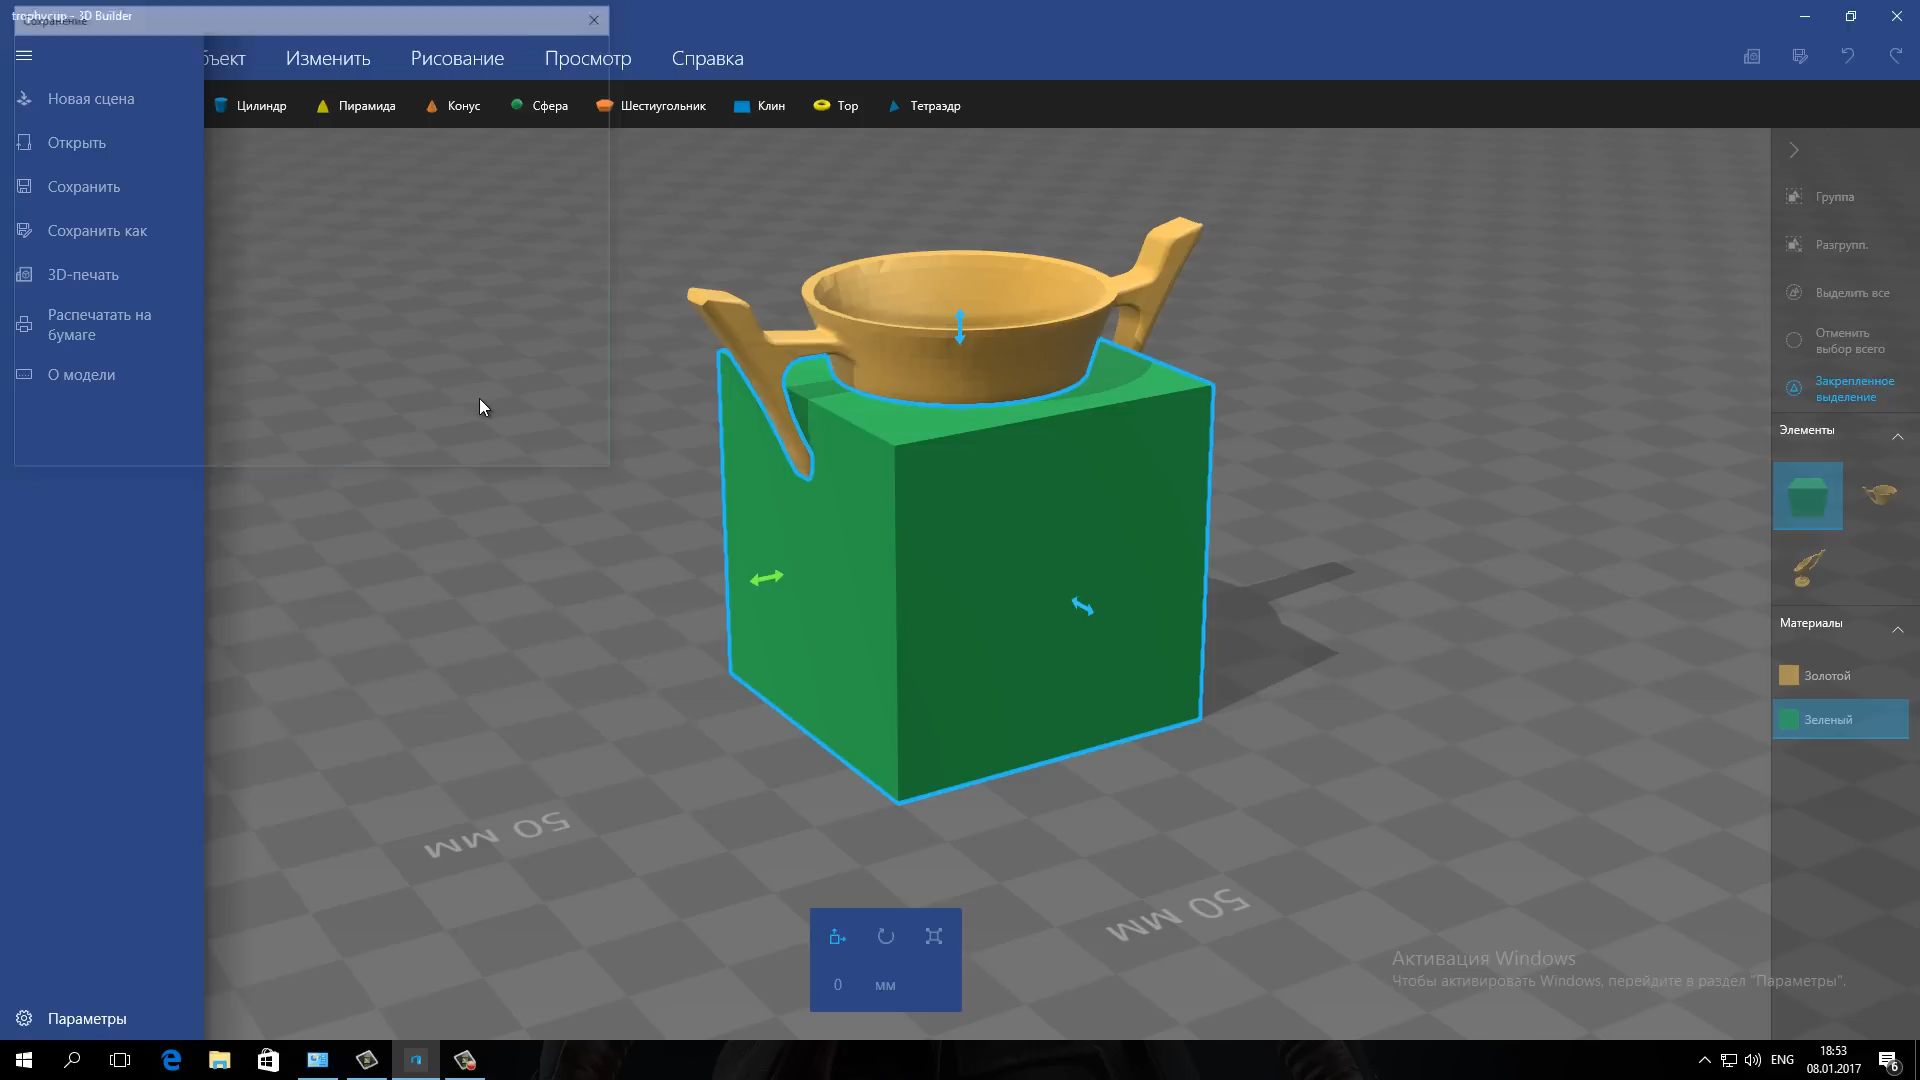 trophycup - 3D Builder
Сохранение
бъект
Изменить
Рисование
Просмотр
Справка
Новая сцена
Открыть
Сохранить
Сохранить как
3D-печать
Распечатать на
бумаге
О модели
Параметры
Цилиндр
Пирамида
Конус
Сфера
Шестиугольник
Клин
Тор
Тетраэдр
50 мм
50 мм
0 мм
Группа
Разгрупп.
Выделить все
Отменить
выбор всего
Закрепленное
выделение
Элементы
Материалы
Золотой
Зеленый
Активация Windows
Чтобы активировать Windows, перейдите в раздел "Параметры".
ENG
18:53
08.01.2017
6